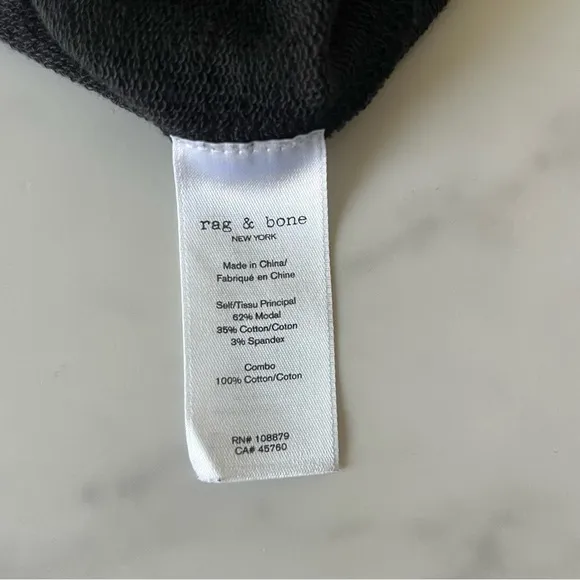 rag & bone
NEW YORK
Made in China/
Fabriqué en Chine
Self/Tissu Principal
62% Modal
35% Cotton/Coton
3% Spandex
Combo
100% Cotton/Coton
RN# 108879
CA# 45760